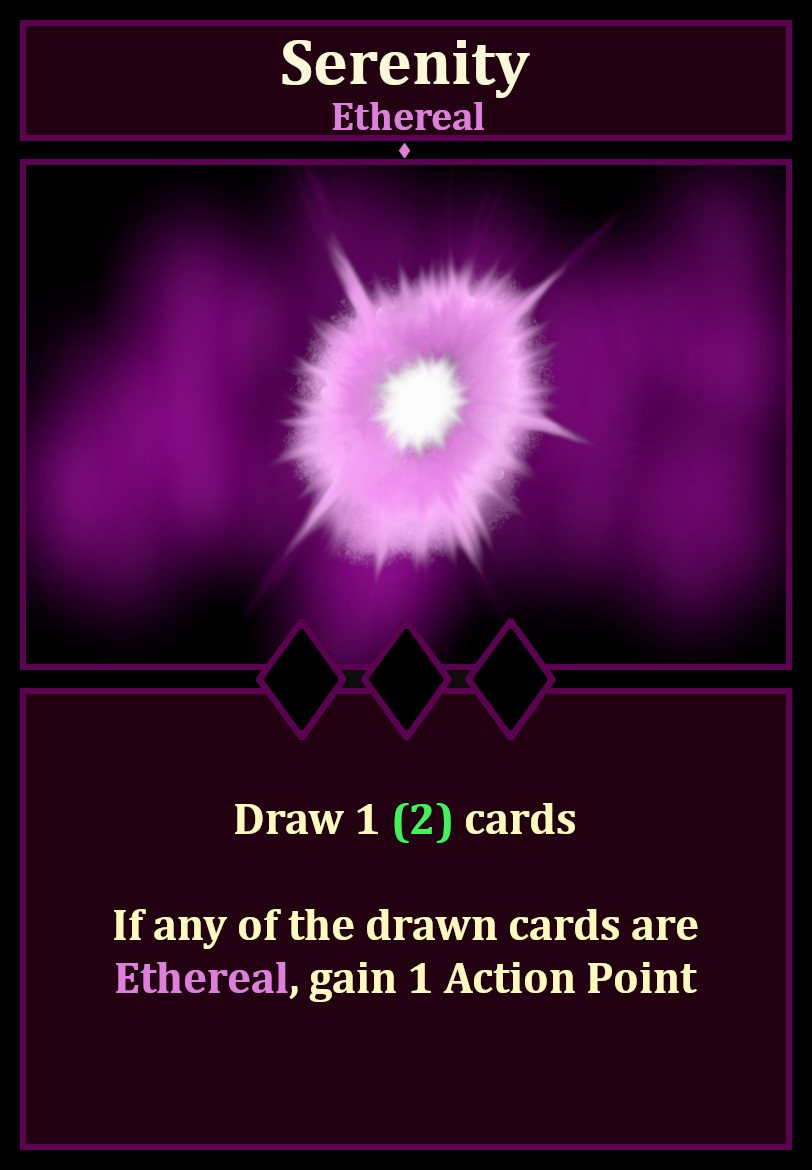 Serenity
Ethereal
Draw 1 (2) cards
If any of the drawn cards are
Ethereal, gain 1 Action Point